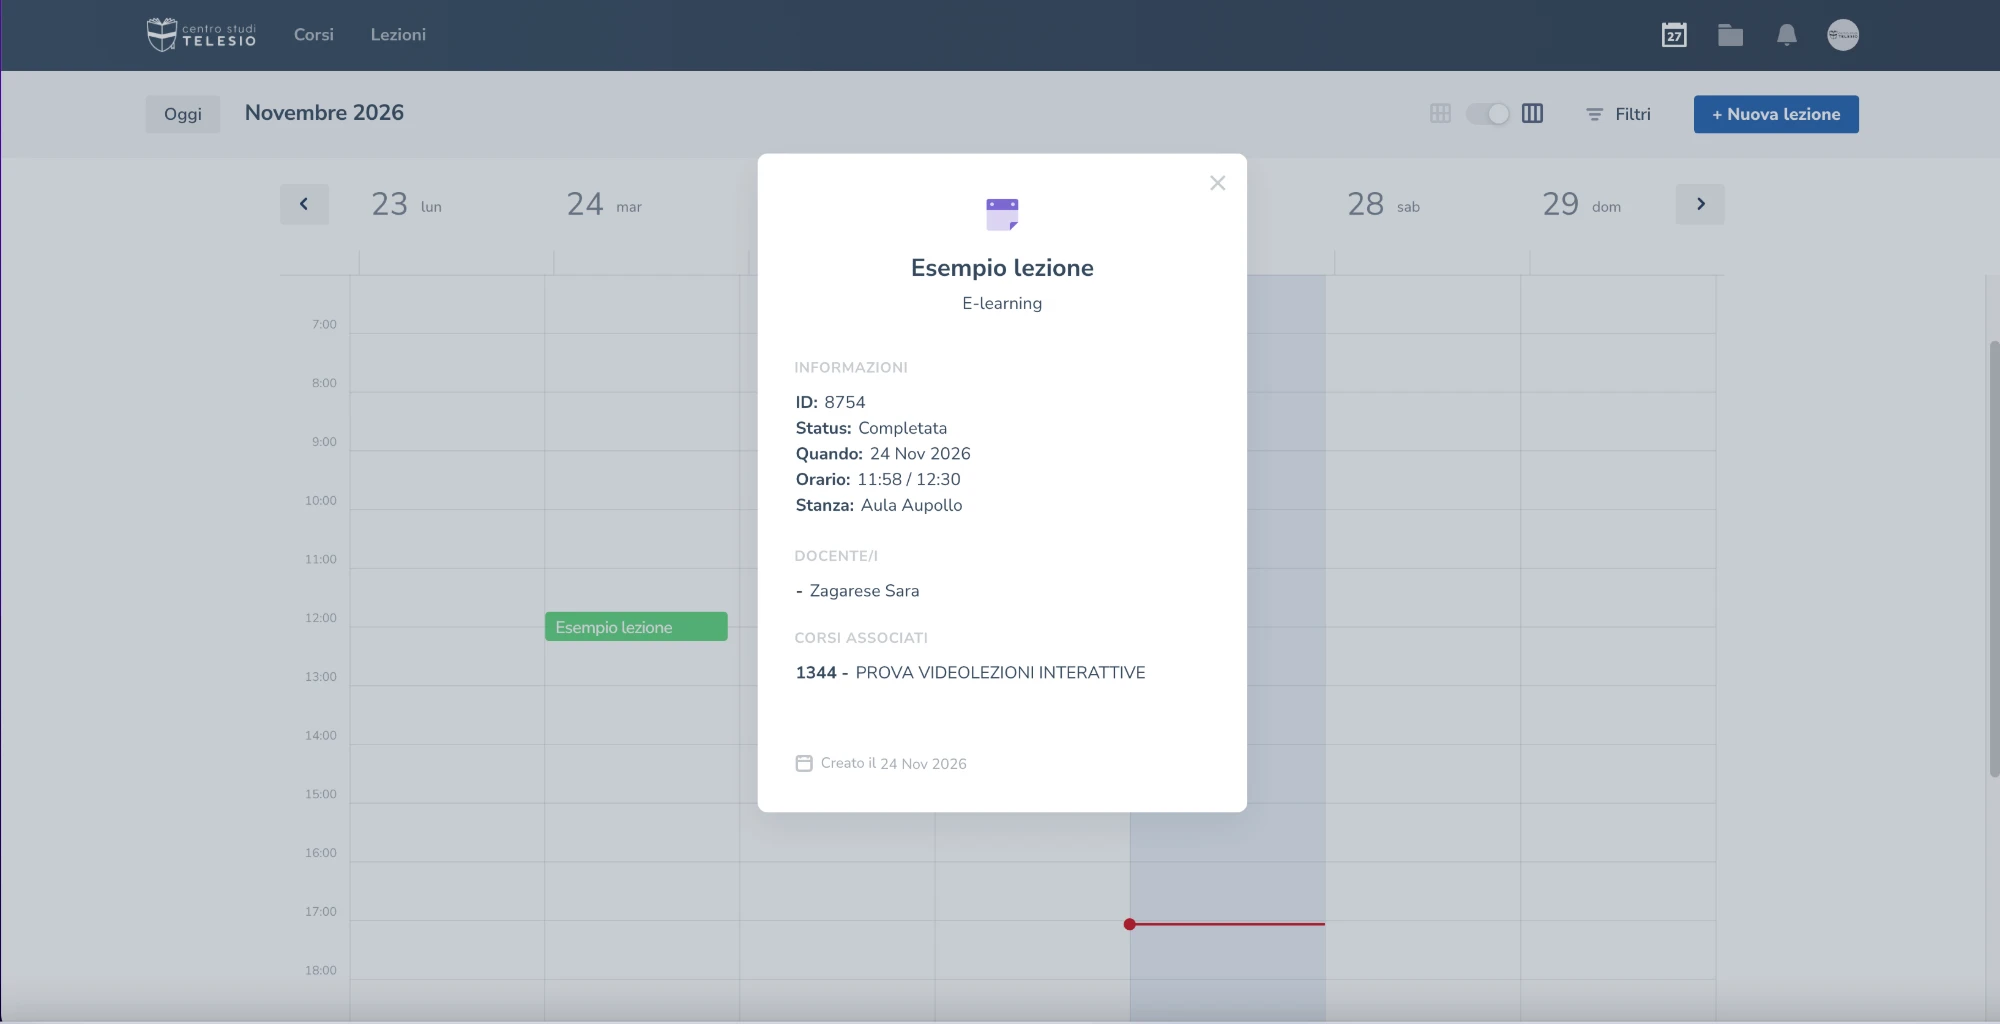 centro studi
TELESIO
Corsi
Lezioni
27
Oggi
Novembre 2026
Filtri
+ Nuova lezione
23 lun
24 mar
28 sab
29 dom
7:00
8:00
9:00
10:00
11:00
12:00
13:00
14:00
15:00
16:00
17:00
18:00
Esempio lezione
Esempio lezione
E-learning
INFORMAZIONI
ID: 8754
Status: Completata
Quando: 24 Nov 2026
Orario: 11:58 / 12:30
Stanza: Aula Aupollo
DOCENTE/I
- Zagarese Sara
CORSI ASSOCIATI
1344 - PROVA VIDEOLEZIONI INTERATTIVE
Creato il 24 Nov 2026